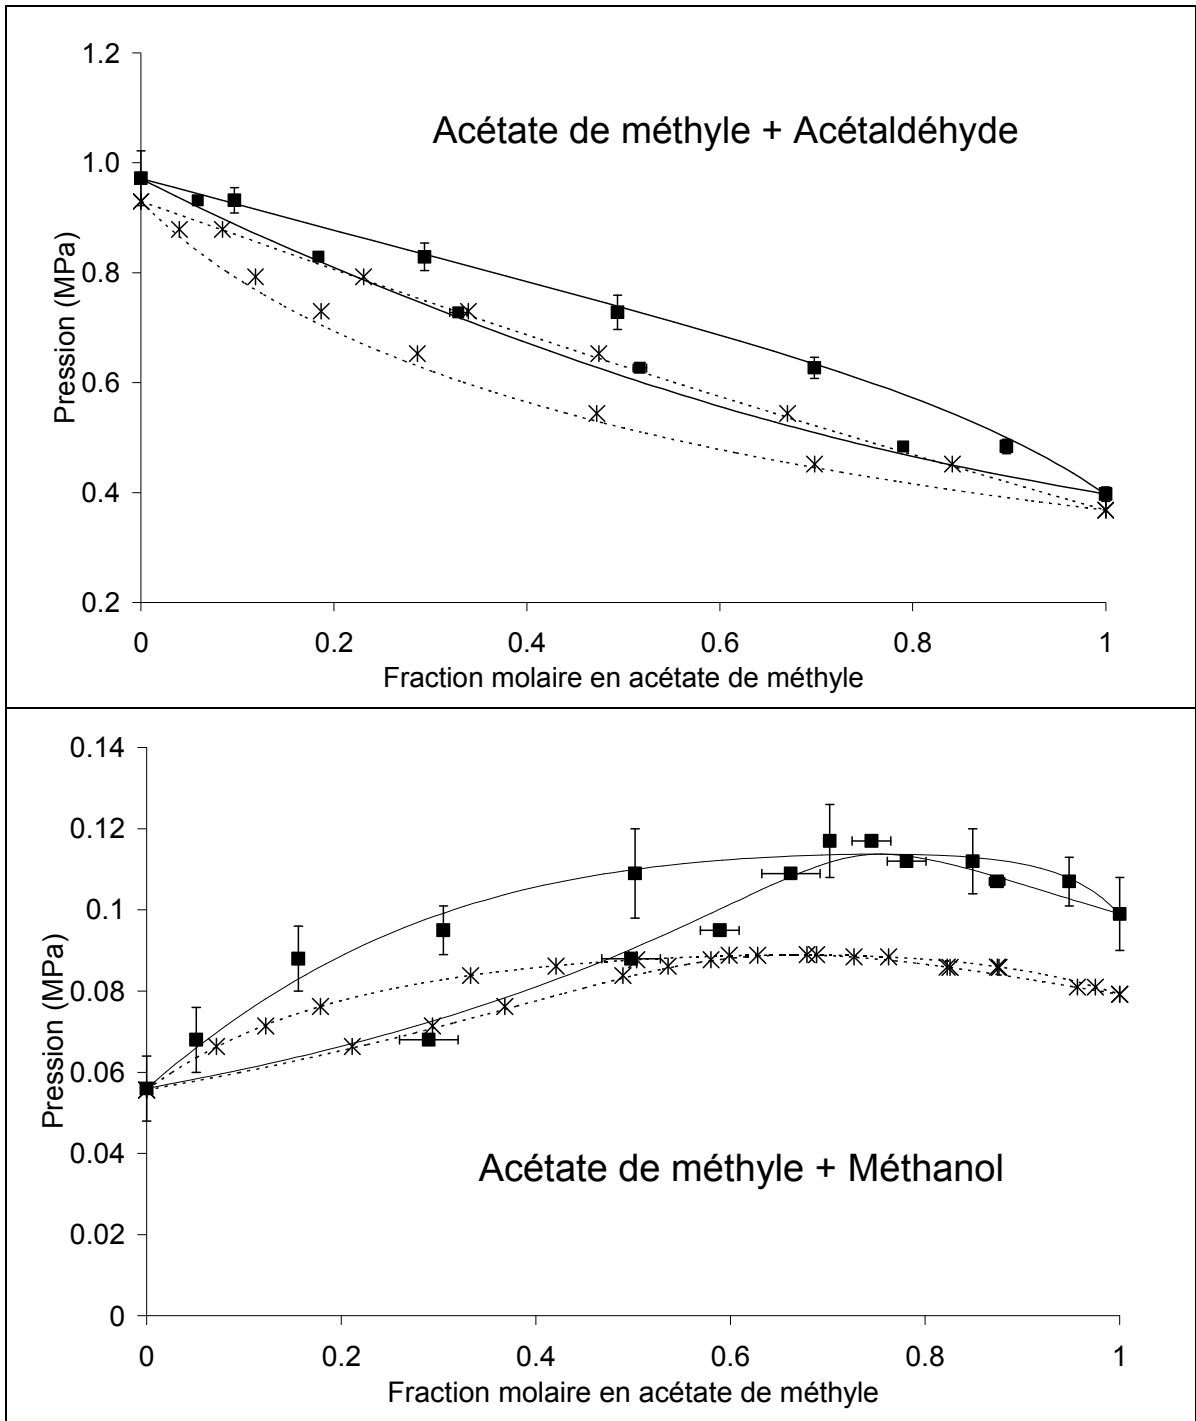 1.2
Acétate de méthyle + Acétaldéhyde
1.0
Pression (MPa)
0.8
0.6
0.4
0.2
0 0.2 0.4 0.6 0.8 1
Fraction molaire en acétate de méthyle
0.14
0.12
0.1
Pression (MPa)
0.08
0.06
0.04
Acétate de méthyle + Méthanol
0.02
0
0 0.2 0.4 0.6 0.8 1
Fraction molaire en acétate de méthyle